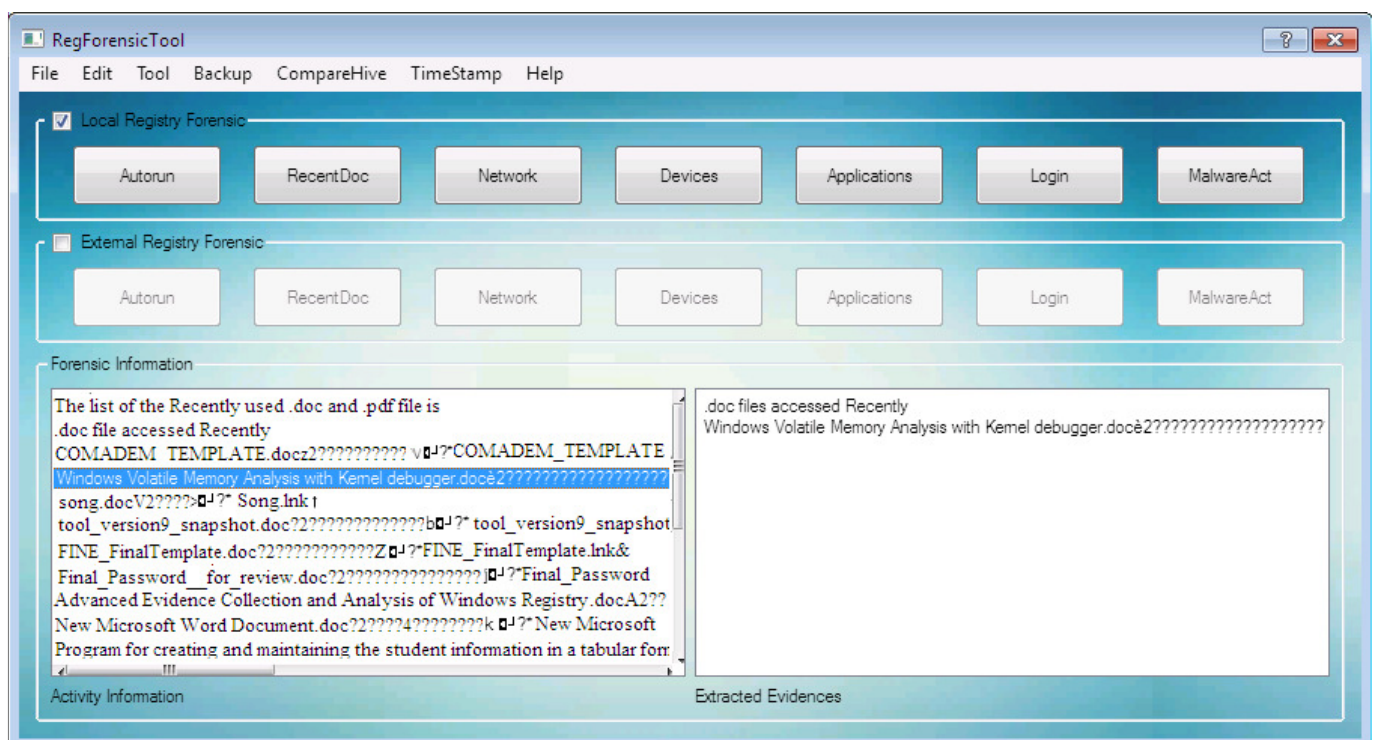 RegForensicTool
File Edit Tool Backup CompareHive TimeStamp Help
Local Registry Forensic
Autorun RecentDoc Network Devices Applications Login MalwareAct
External Registry Forensic
Autorun RecentDoc Network Devices Applications Login MalwareAct
Forensic Information
The list of the Recently used .doc and .pdf file is
.doc file accessed Recently
COMADEM_TEMPLATE.docz2?????????? v◘┘?*COMADEM_TEMPLATE
Windows Volatile Memory Analysis with Kernel debugger.docè2??????????????????
song.docV2????>◘┘?* Song.lnk†
tool_version9_snapshot.doc?2?????????????b◘┘?* tool_version9_snapshot
FINE_FinalTemplate.doc?2???????????Z◘┘?*FINE_FinalTemplate.lnk&
Final_Password__for_review.doc?2???????????????j◘┘?*Final_Password
Advanced Evidence Collection and Analysis of Windows Registry.docA2??
New Microsoft Word Document.doc?2????4????????k ◘┘?*New Microsoft
Program for creating and maintaining the student information in a tabular
Activity Information
.doc files accessed Recently
Windows Volatile Memory Analysis with Kernel debugger.docè2???????????????????
Extracted Evidences